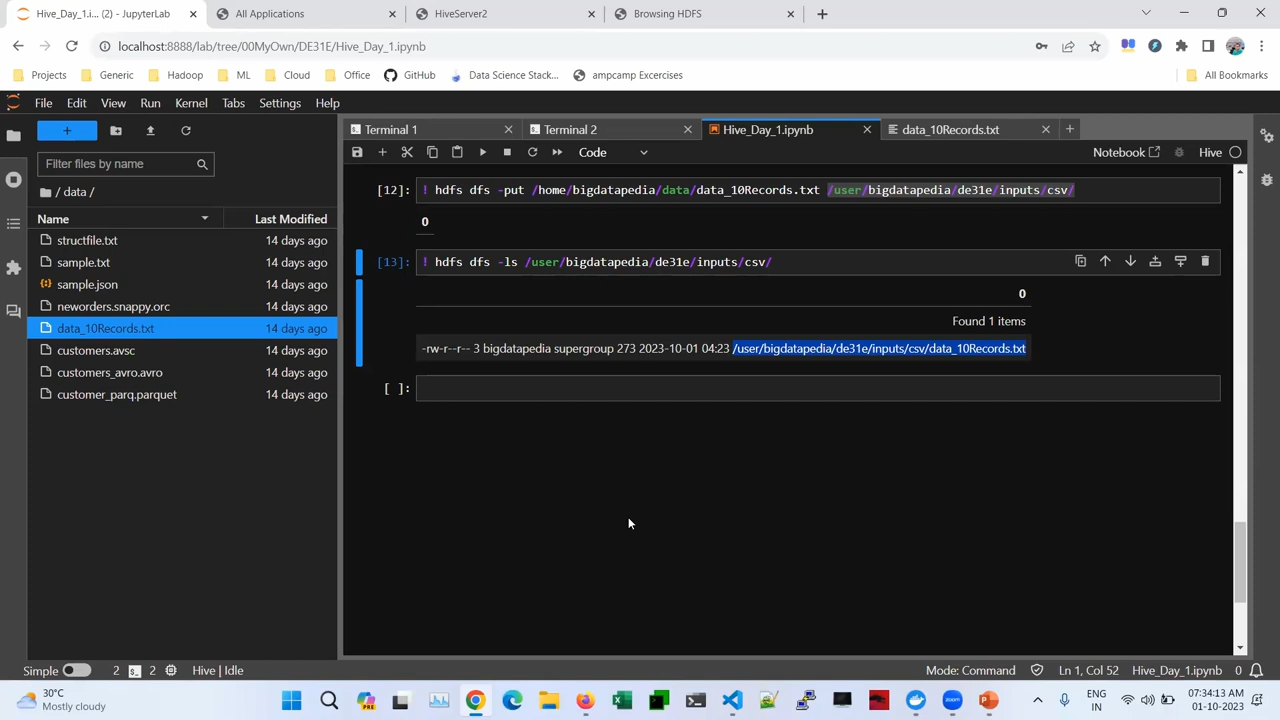 Hive_Day_1.i... (2) - JupyterLab
All Applications
HiveServer2
Browsing HDFS
localhost:8888/lab/tree/00MyOwn/DE31E/Hive_Day_1.ipynb
Projects
Generic
Hadoop
ML
Cloud
Office
GitHub
Data Science Stack...
ampcamp Excercises
All Bookmarks
File
Edit
View
Run
Kernel
Tabs
Settings
Help
Terminal 1
Terminal 2
Hive_Day_1.ipynb
data_10Records.txt
Code
Notebook
Hive
Filter files by name
/ data /
Name
Last Modified
structfile.txt 14 days ago
sample.txt 14 days ago
sample.json 14 days ago
neworders.snappy.orc 14 days ago
data_10Records.txt 14 days ago
customers.avsc 14 days ago
customers_avro.avro 14 days ago
customer_parq.parquet 14 days ago
[12]: ! hdfs dfs -put /home/bigdatapedia/data/data_10Records.txt /user/bigdatapedia/de31e/inputs/csv/
0
[13]: ! hdfs dfs -ls /user/bigdatapedia/de31e/inputs/csv/
0
Found 1 items
-rw-r--r-- 3 bigdatapedia supergroup 273 2023-10-01 04:23 /user/bigdatapedia/de31e/inputs/csv/data_10Records.txt
[ ]:
Simple
2
2
Hive | Idle
Mode: Command
Ln 1, Col 52
Hive_Day_1.ipynb
0
30°C
Mostly cloudy
PRE
zoom
ENG
IN
07:34:13 AM
01-10-2023